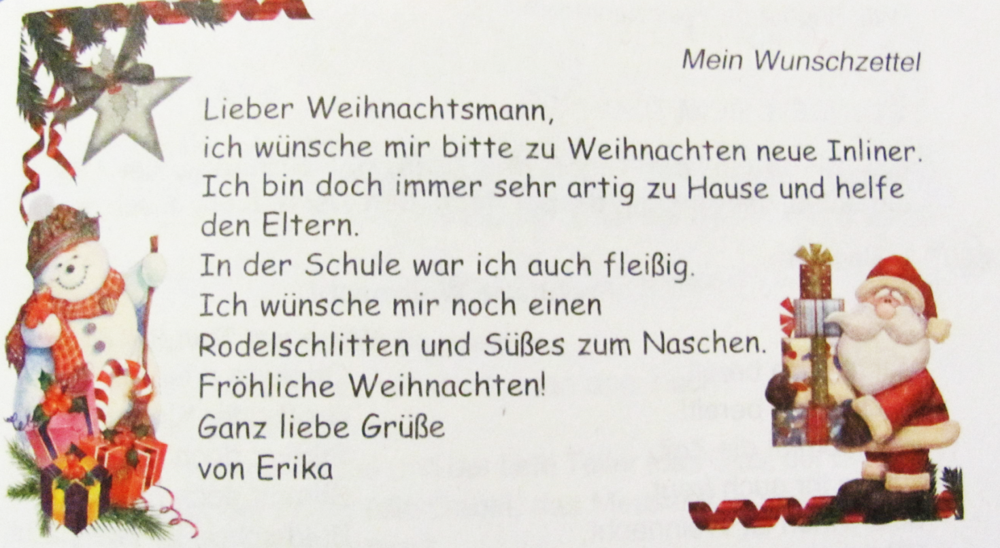 Mein Wunschzettel
Lieber Weihnachtsmann,
ich wünsche mir bitte zu Weihnachten neue Inliner.
Ich bin doch immer sehr artig zu Hause und helfe
den Eltern.
In der Schule war ich auch fleißig.
Ich wünsche mir noch einen
Rodelschlitten und Süßes zum Naschen.
Fröhliche Weihnachten!
Ganz liebe Grüße
von Erika